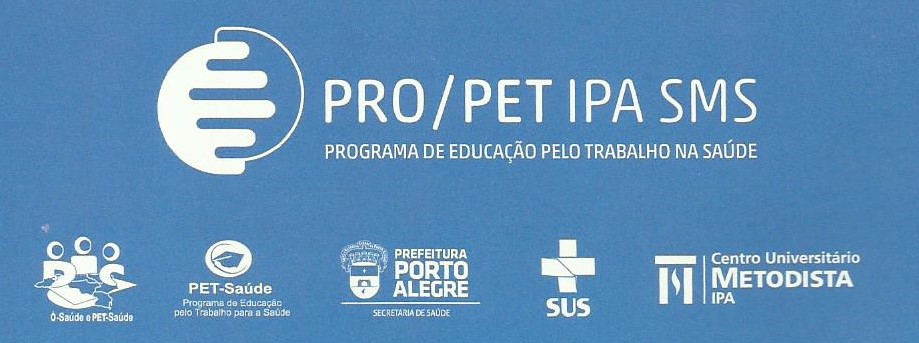 PRO/PET IPA SMS
PROGRAMA DE EDUCAÇÃO PELO TRABALHO NA SAÚDE
Ó-Saúde e PET-Saúde
PET-Saúde
Programa de Educação
pelo Trabalho para a Saúde
PREFEITURA
PORTO
ALEGRE
SECRETARIA DE SAÚDE
SUS
Centro Universitário
METODISTA
IPA